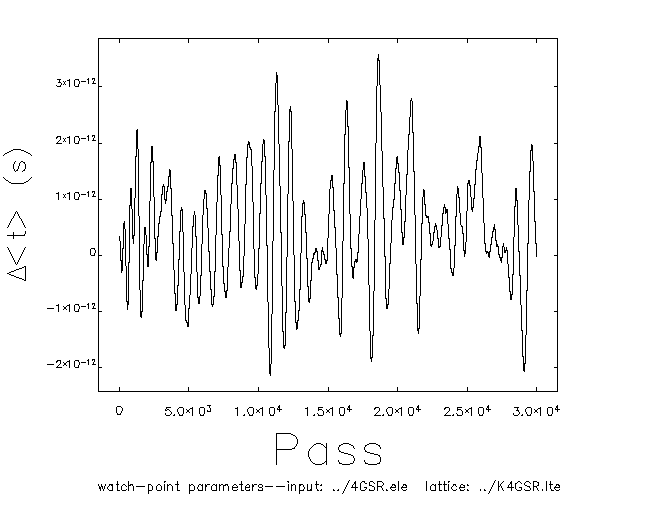 Δ<t> (s)
3×10⁻¹²
2×10⁻¹²
1×10⁻¹²
0
−1×10⁻¹²
−2×10⁻¹²
0 5.0×10³ 1.0×10⁴ 1.5×10⁴ 2.0×10⁴ 2.5×10⁴ 3.0×10⁴
Pass
watch-point parameters--input: ../4GSR.ele lattice: ../K4GSR.lte